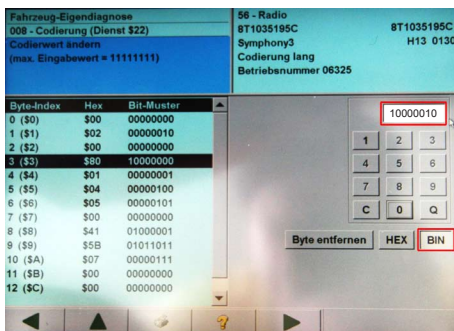 Fahrzeug-Eigendiagnose
008 - Codierung (Dienst $22)
Codierwert ändern
(max. Eingabewert = 11111111)
56 - Radio
8T1035195C 8T1035195C
Symphony3 H13 0130
Codierung lang
Betriebsnummer 06325
Byte-Index Hex Bit-Muster
0 ($0) $00 00000000
1 ($1) $02 00000010
2 ($2) $00 00000000
3 ($3) $80 10000000
4 ($4) $01 00000001
5 ($5) $04 00000100
6 ($6) $05 00000101
7 ($7) $00 00000000
8 ($8) $41 01000001
9 ($9) $5B 01011011
10 ($A) $07 00000111
11 ($B) $00 00000000
12 ($C) $00 00000000
10000010
1 2 3
4 5 6
7 8 9
C 0 Q
Byte entfernen HEX BIN
?